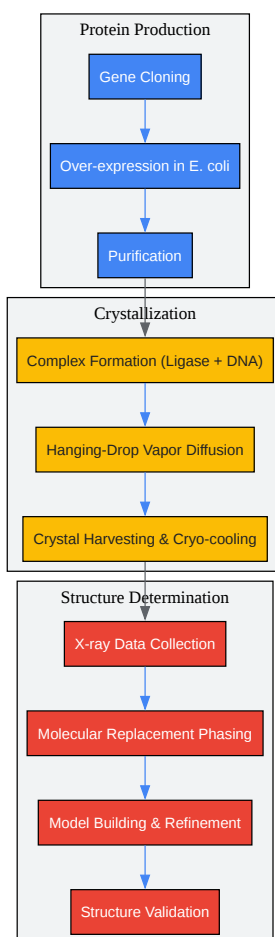 Protein Production
Gene Cloning
Over-expression in E. coli
Purification
Crystallization
Complex Formation (Ligase + DNA)
Hanging-Drop Vapor Diffusion
Crystal Harvesting & Cryo-cooling
Structure Determination
X-ray Data Collection
Molecular Replacement Phasing
Model Building & Refinement
Structure Validation